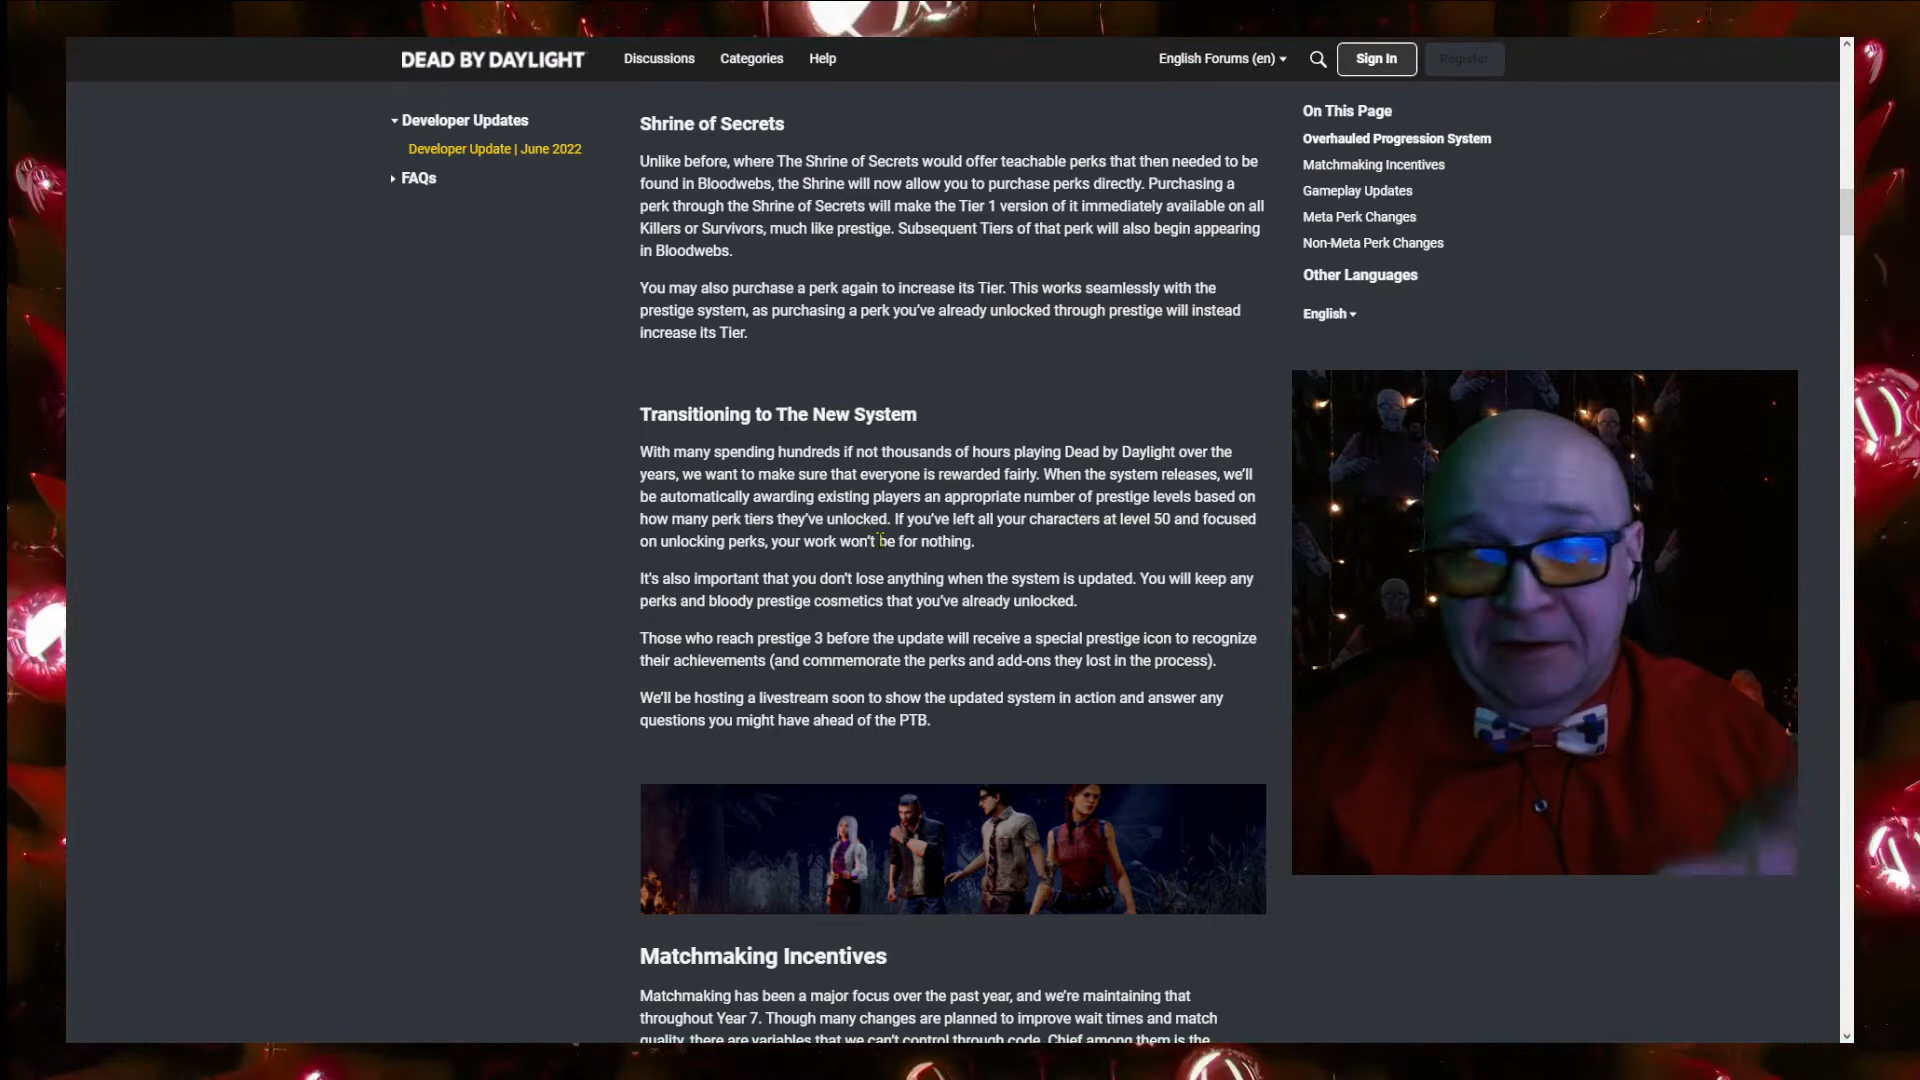 DEAD BY DAYLIGHT
Discussions
Categories
Help
English Forums (en)
Sign In
Register
Developer Updates
Developer Update | June 2022
FAQs
Shrine of Secrets
Unlike before, where The Shrine of Secrets would offer teachable perks that then needed to be
found in Bloodwebs, the Shrine will now allow you to purchase perks directly. Purchasing a
perk through the Shrine of Secrets will make the Tier 1 version of it immediately available on all
Killers or Survivors, much like prestige. Subsequent Tiers of that perk will also begin appearing
in Bloodwebs.
You may also purchase a perk again to increase its Tier. This works seamlessly with the
prestige system, as purchasing a perk you've already unlocked through prestige will instead
increase its Tier.
Transitioning to The New System
With many spending hundreds if not thousands of hours playing Dead by Daylight over the
years, we want to make sure that everyone is rewarded fairly. When the system releases, we'll
be automatically awarding existing players an appropriate number of prestige levels based on
how many perk tiers they've unlocked. If you've left all your characters at level 50 and focused
on unlocking perks, your work won't be for nothing.
It's also important that you don't lose anything when the system is updated. You will keep any
perks and bloody prestige cosmetics that you've already unlocked.
Those who reach prestige 3 before the update will receive a special prestige icon to recognize
their achievements (and commemorate the perks and add-ons they lost in the process).
We'll be hosting a livestream soon to show the updated system in action and answer any
questions you might have ahead of the PTB.
Matchmaking Incentives
Matchmaking has been a major focus over the past year, and we're maintaining that
throughout Year 7. Though many changes are planned to improve wait times and match
quality, there are variables that we can't control through code. Chief among them is the
On This Page
Overhauled Progression System
Matchmaking Incentives
Gameplay Updates
Meta Perk Changes
Non-Meta Perk Changes
Other Languages
English